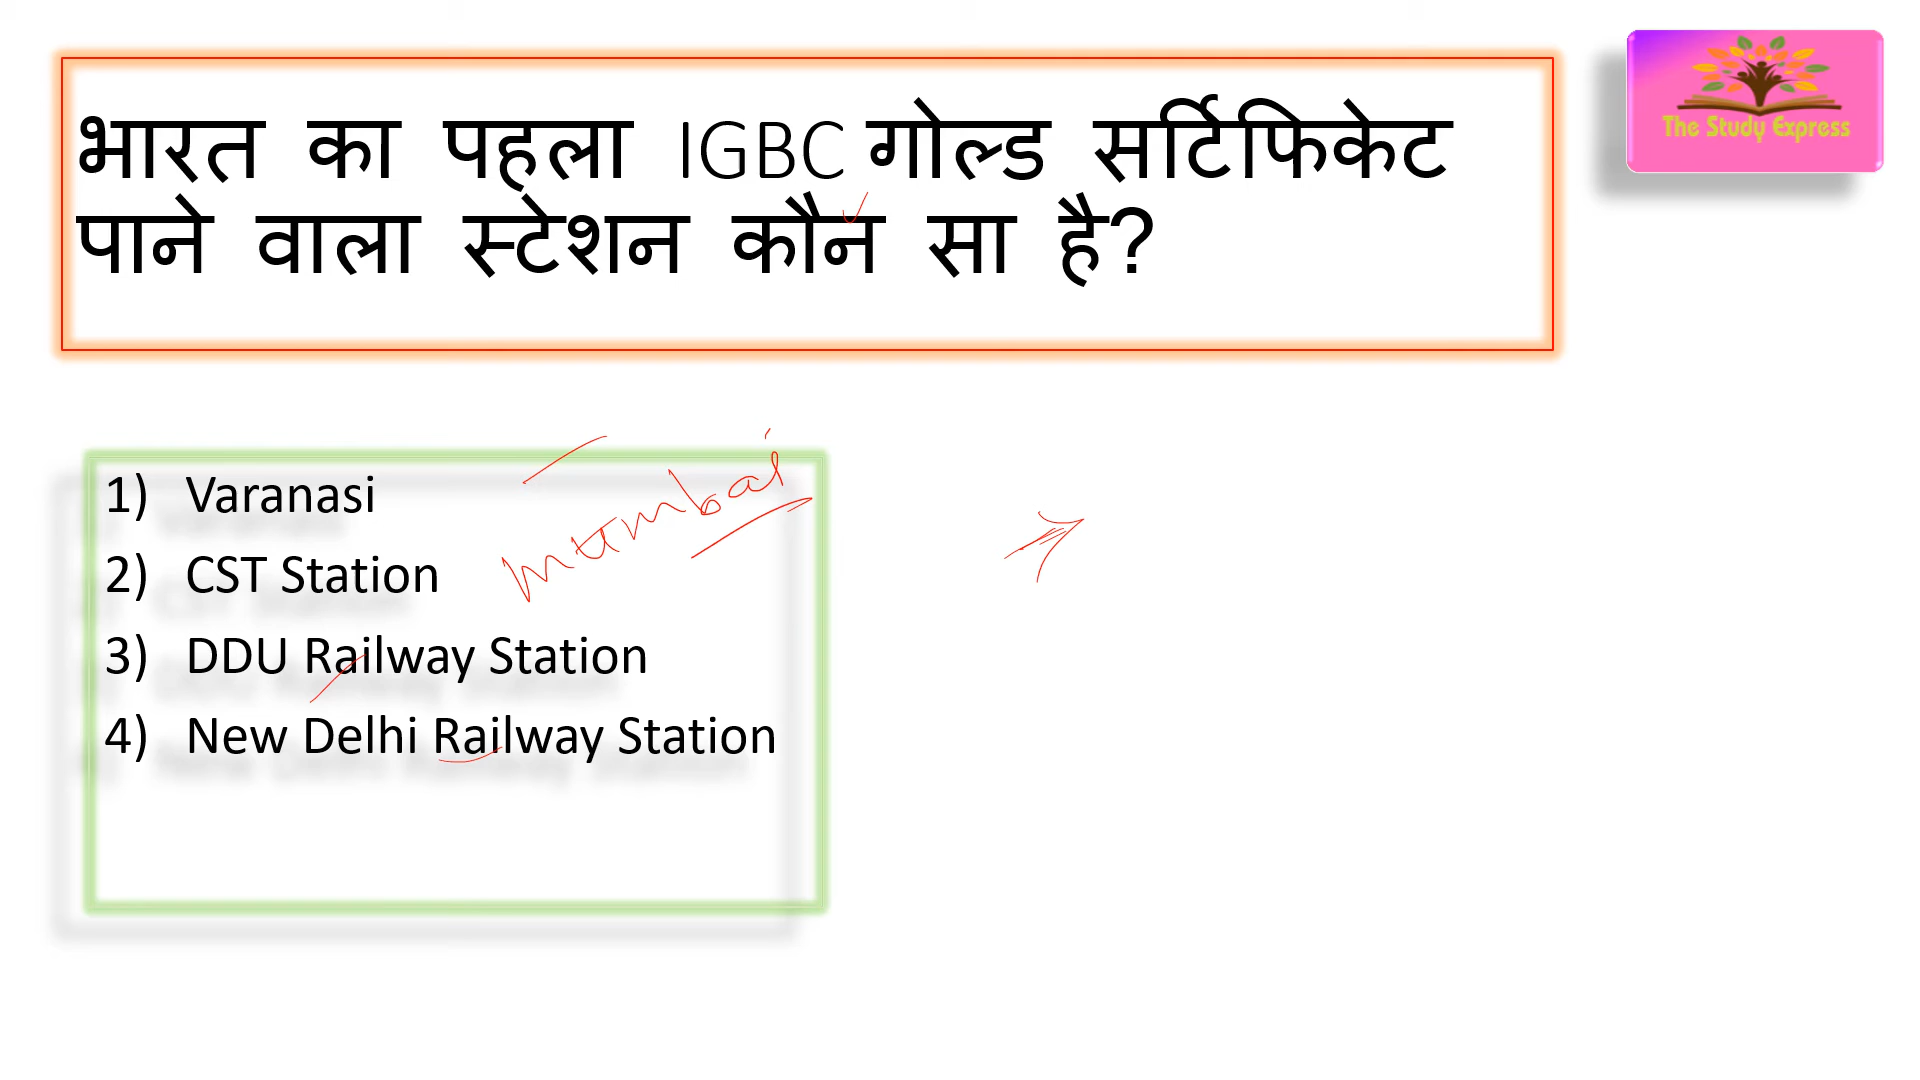 The Study Express
भारत का पहला IGBC गोल्ड सर्टिफिकेट
पाने वाला स्टेशन कौन सा है?
1) Varanasi
mumbai
2) CST Station
3) DDU Railway Station
4) New Delhi Railway Station